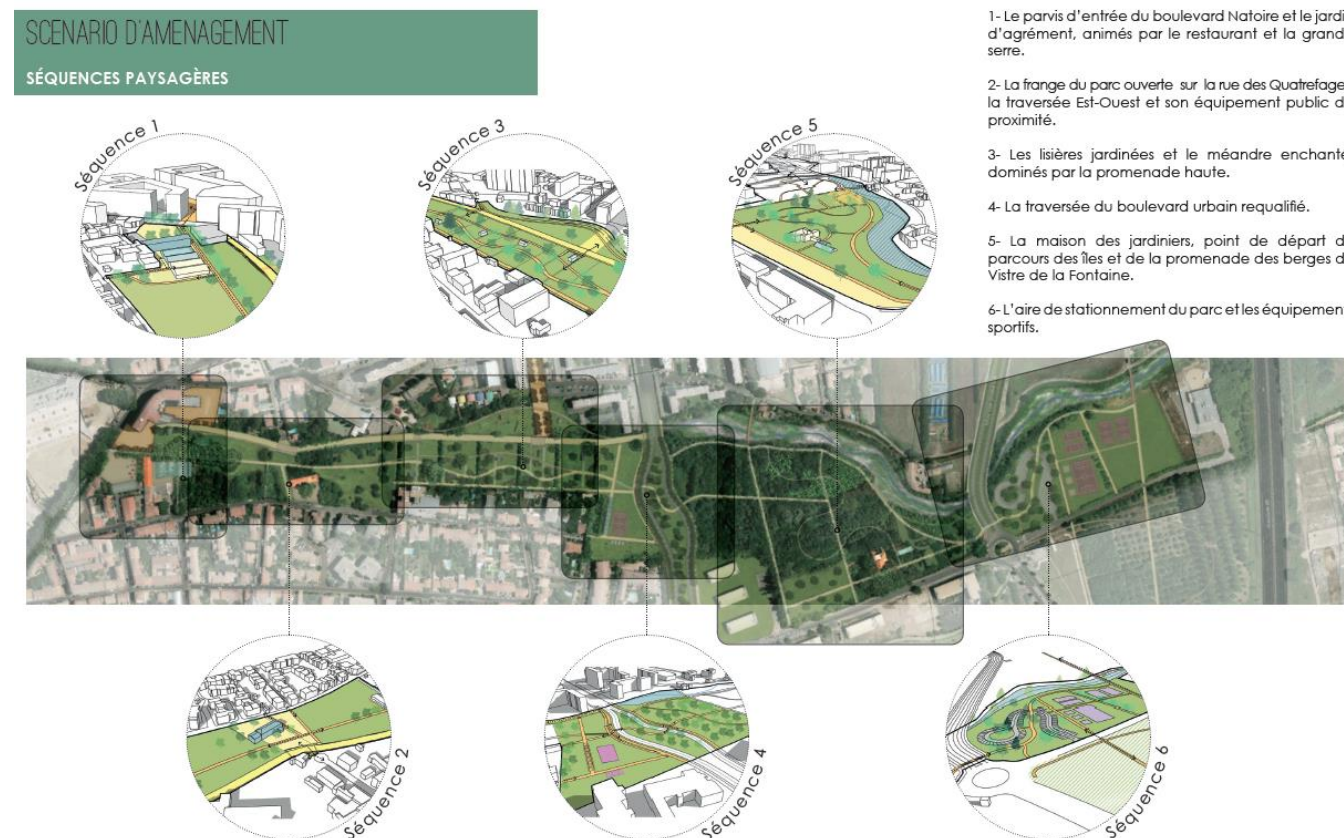 SCENARIO D'AMENAGEMENT
SÉQUENCES PAYSAGÈRES
1- Le parvis d'entrée du boulevard Natoire et le jardi
d'agrément, animés par le restaurant et la grand
serre.
2- La frange du parc ouverte sur la rue des Quatrefage
la traversée Est-Ouest et son équipement public d
proximité.
3- Les lisières jardinées et le méandre enchanté
dominés par la promenade haute.
4- La traversée du boulevard urbain requalifié.
5- La maison des jardiniers, point de départ d
parcours des îles et de la promenade des berges d
Vistre de la Fontaine.
6- L'aire de stationnement du parc et les équipemen
sportifs.
Séquence 1
Séquence 3
Séquence 5
Séquence 2
Séquence 4
Séquence 6